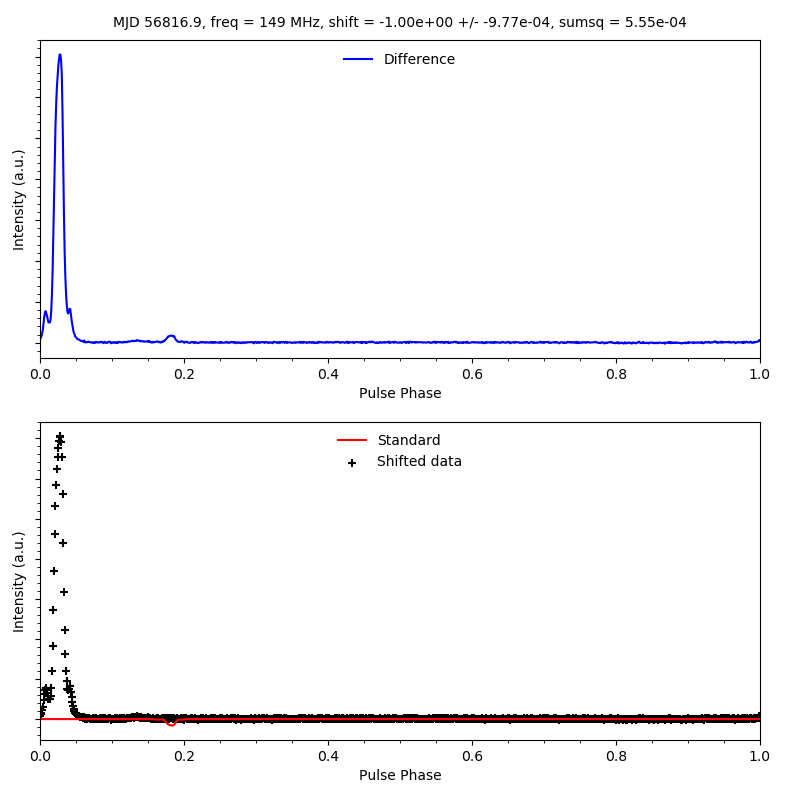 MJD 56816.9, freq = 149 MHz, shift = -1.00e+00 +/- -9.77e-04, sumsq = 5.55e-04
Difference
Intensity (a.u.)
0.0 0.2 0.4 0.6 0.8 1.0
Pulse Phase
Standard
Shifted data
Intensity (a.u.)
0.0 0.2 0.4 0.6 0.8 1.0
Pulse Phase